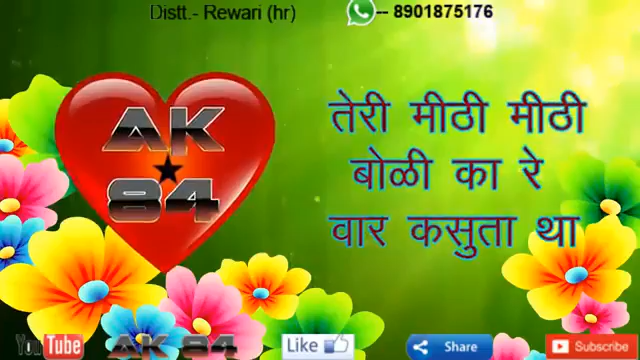 Distt.- Rewari (hr)
-- 8901875176
AK
84
तेरी मीठी मीठी
बोळी का रे
वार कसुता था
YouTube
AK 84
Like
Share
Subscribe